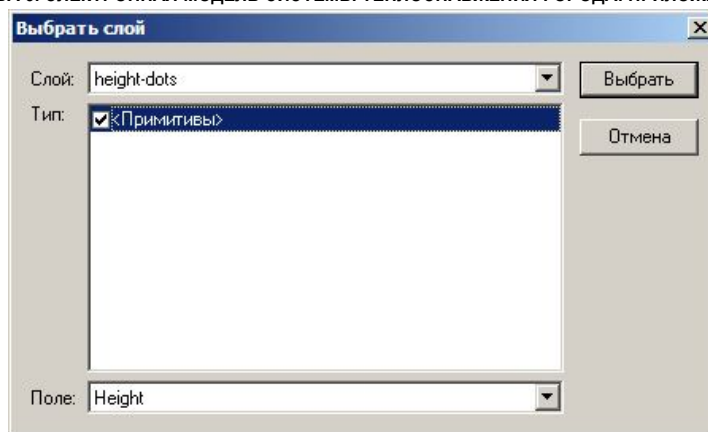 Выбрать слой
Слой: height-dots
Выбрать
Тип: <Примитивы>
Отмена
Поле: Height